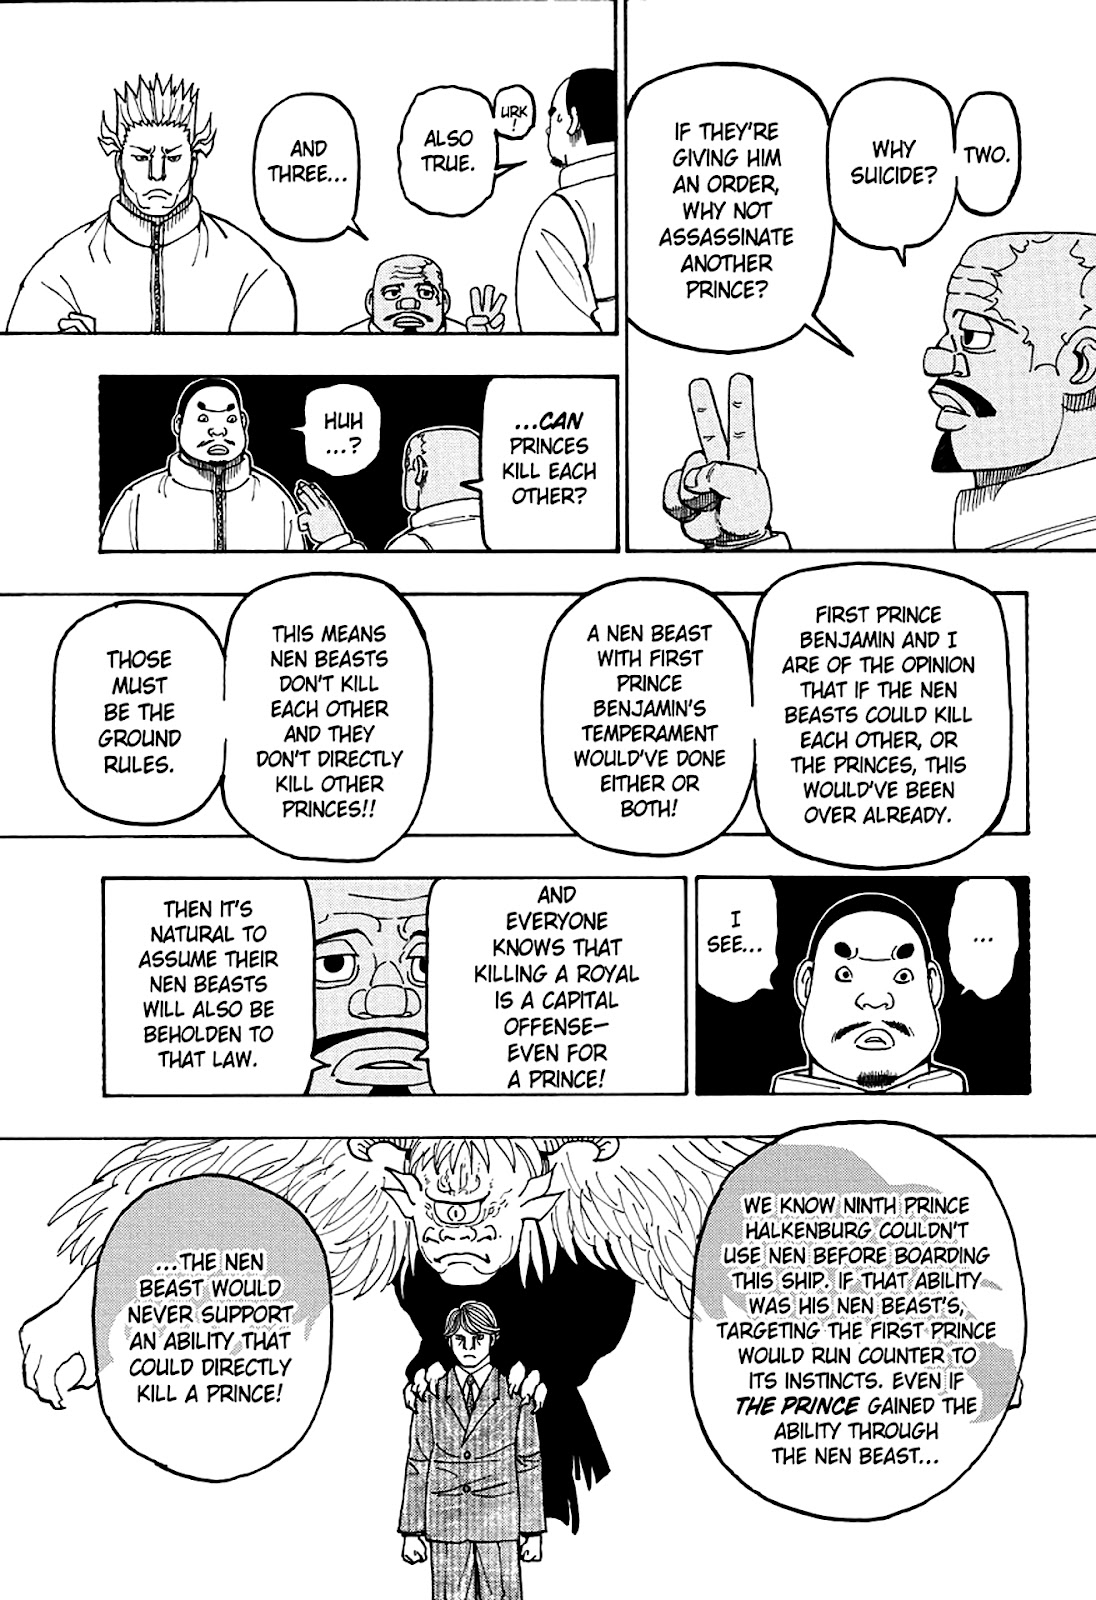 TWO.
WHY
SUICIDE?
IF THEY'RE
GIVING HIM
AN ORDER,
WHY NOT
ASSASSINATE
ANOTHER
PRINCE?
URK
!
ALSO
TRUE.
AND
THREE...
...CAN
PRINCES
KILL EACH
OTHER?
HUH
...?
FIRST PRINCE
BENJAMIN AND I
ARE OF THE OPINION
THAT IF THE NEN
BEASTS COULD KILL
EACH OTHER, OR
THE PRINCES, THIS
WOULD'VE BEEN
OVER ALREADY.
A NEN BEAST
WITH FIRST
PRINCE
BENJAMIN'S
TEMPERAMENT
WOULD'VE DONE
EITHER OR
BOTH!
THIS MEANS
NEN BEASTS
DON'T KILL
EACH OTHER
AND THEY
DON'T DIRECTLY
KILL OTHER
PRINCES!!
THOSE
MUST
BE THE
GROUND
RULES.
...
I
SEE...
AND
EVERYONE
KNOWS THAT
KILLING A ROYAL
IS A CAPITAL
OFFENSE—
EVEN FOR
A PRINCE!
THEN IT'S
NATURAL TO
ASSUME THEIR
NEN BEASTS
WILL ALSO BE
BEHOLDEN TO
THAT LAW.
WE KNOW NINTH PRINCE
HALKENBURG COULDN'T
USE NEN BEFORE BOARDING
THIS SHIP. IF THAT ABILITY
WAS HIS NEN BEAST'S,
TARGETING THE FIRST PRINCE
WOULD RUN COUNTER TO
ITS INSTINCTS. EVEN IF
THE PRINCE GAINED THE
ABILITY THROUGH
THE NEN BEAST...
...THE NEN
BEAST WOULD
NEVER SUPPORT
AN ABILITY THAT
COULD DIRECTLY
KILL A PRINCE!